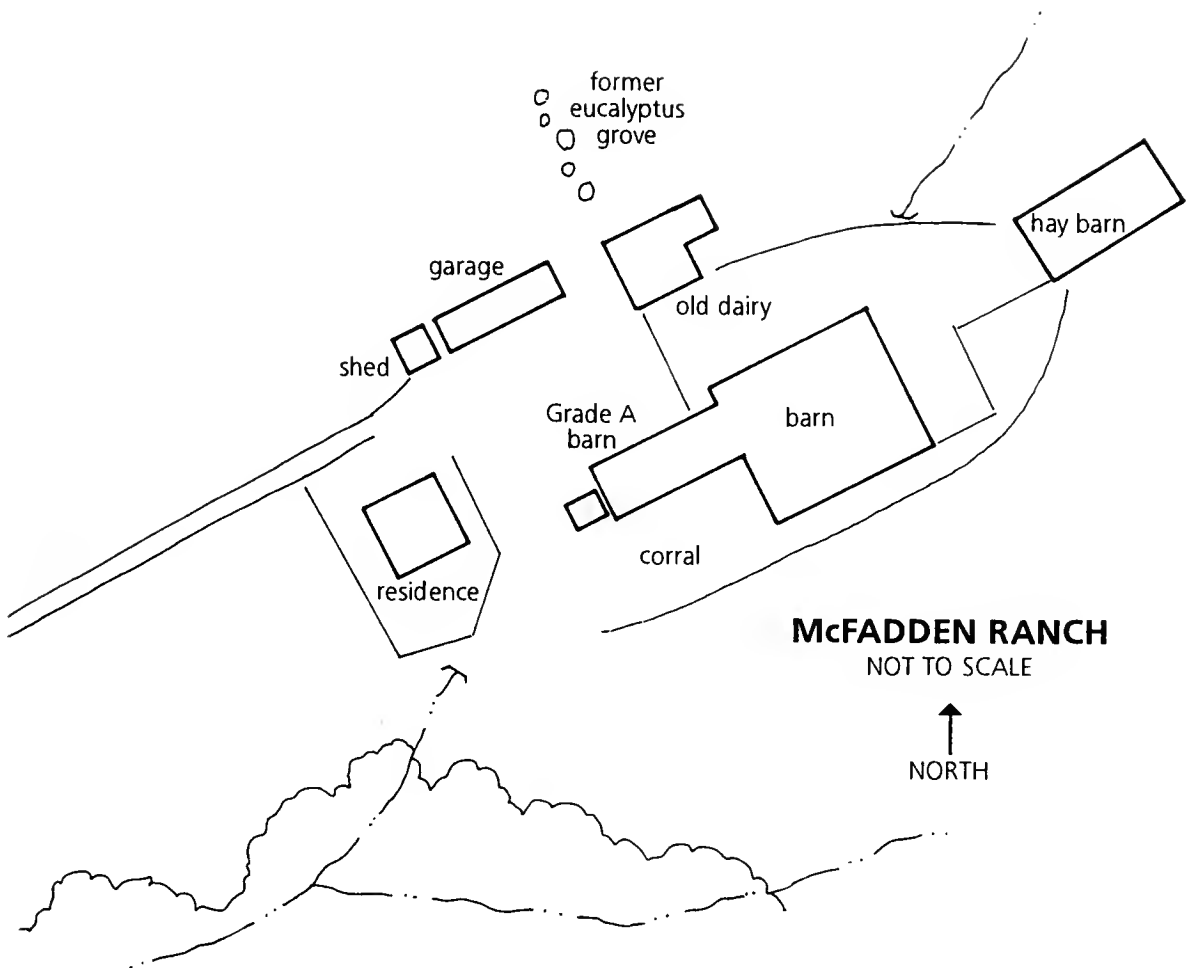 former
eucalyptus
grove
hay barn
garage
old dairy
shed
Grade A
barn
barn
corral
residence
McFADDEN RANCH
NOT TO SCALE
NORTH